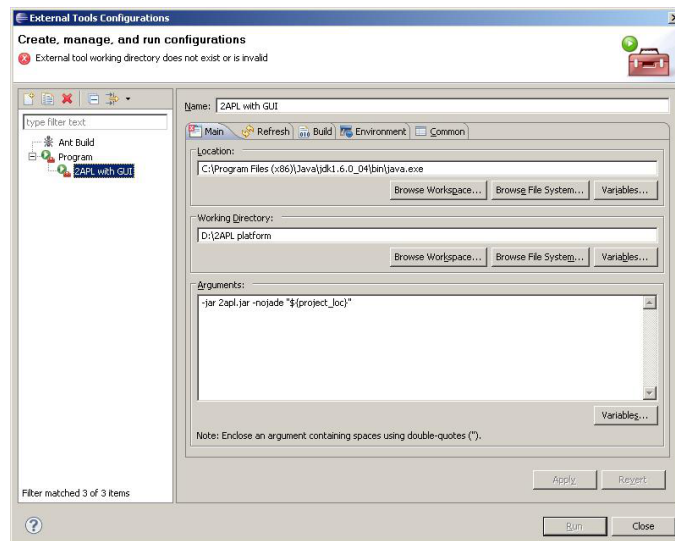 External Tools Configurations
Create, manage, and run configurations
External tool working directory does not exist or is invalid
type filter text
Ant Build
Program
2APL with GUI
Filter matched 3 of 3 items
Name: 2APL with GUI
Main Refresh Build Environment Common
Location:
C:\Program Files (x86)\Java\jdk1.6.0_04\bin\java.exe
Browse Workspace... Browse File System... Variables...
Working Directory:
D:\2APL platform
Browse Workspace... Browse File System... Variables...
Arguments:
-jar 2apl.jar -nojade "${project_loc}"
Variables...
Note: Enclose an argument containing spaces using double-quotes (").
Apply Revert
? Run Close